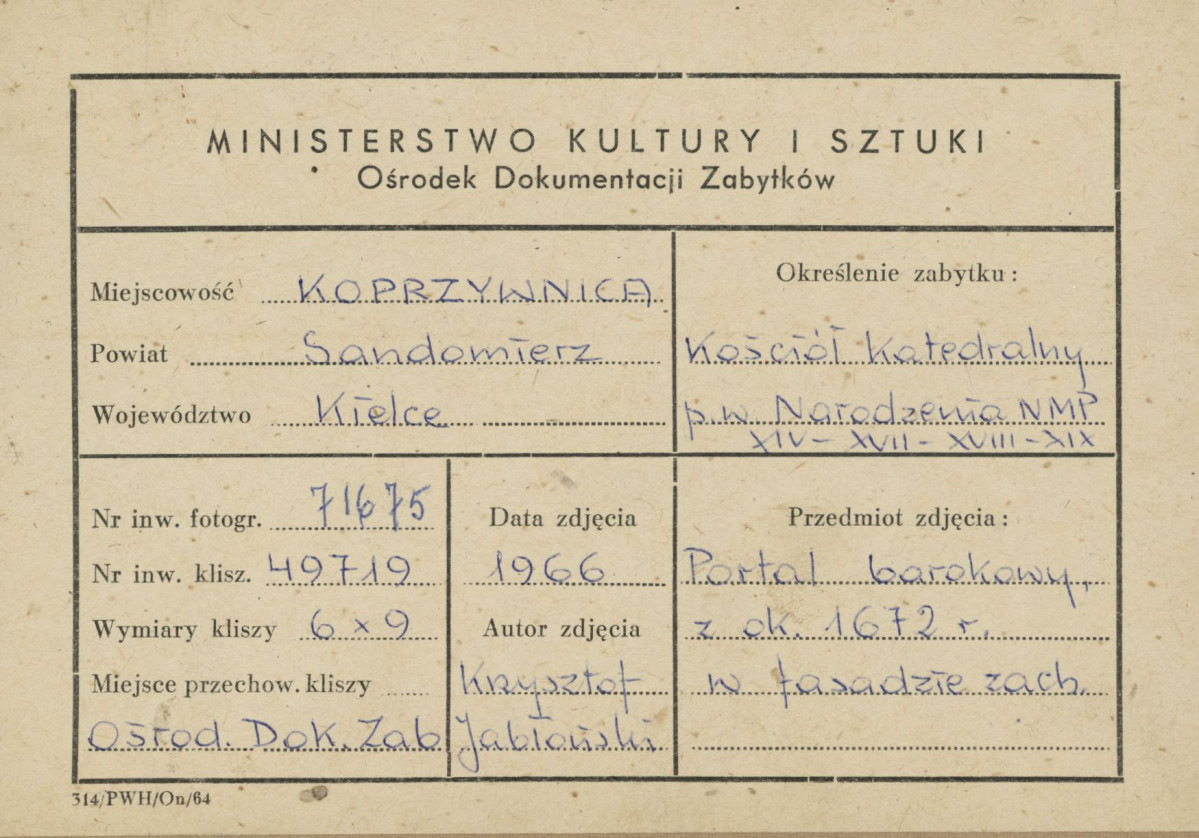 MINISTERSTWO KULTURY I SZTUKI
Ośrodek Dokumentacji Zabytków
Miejscowość KOPRZYWNICA
Powiat Sandomierz
Województwo Kielce
Określenie zabytku:
Kościół Katedralny
p.w. Narodzenia NMP
XIV - XVII - XVIII - XIX
Nr inw. fotogr. 71675
Nr inw. klisz. 49719
Wymiary kliszy 6 x 9
Miejsce przechow. kliszy
Ośrod. Dok. Zab
Data zdjęcia
1966
Autor zdjęcia
Krzysztof
Jabłoński
Przedmiot zdjęcia:
Portal barokowy,
z ok. 1672 r.
w fasadzie zach.
314/PWH/On/64